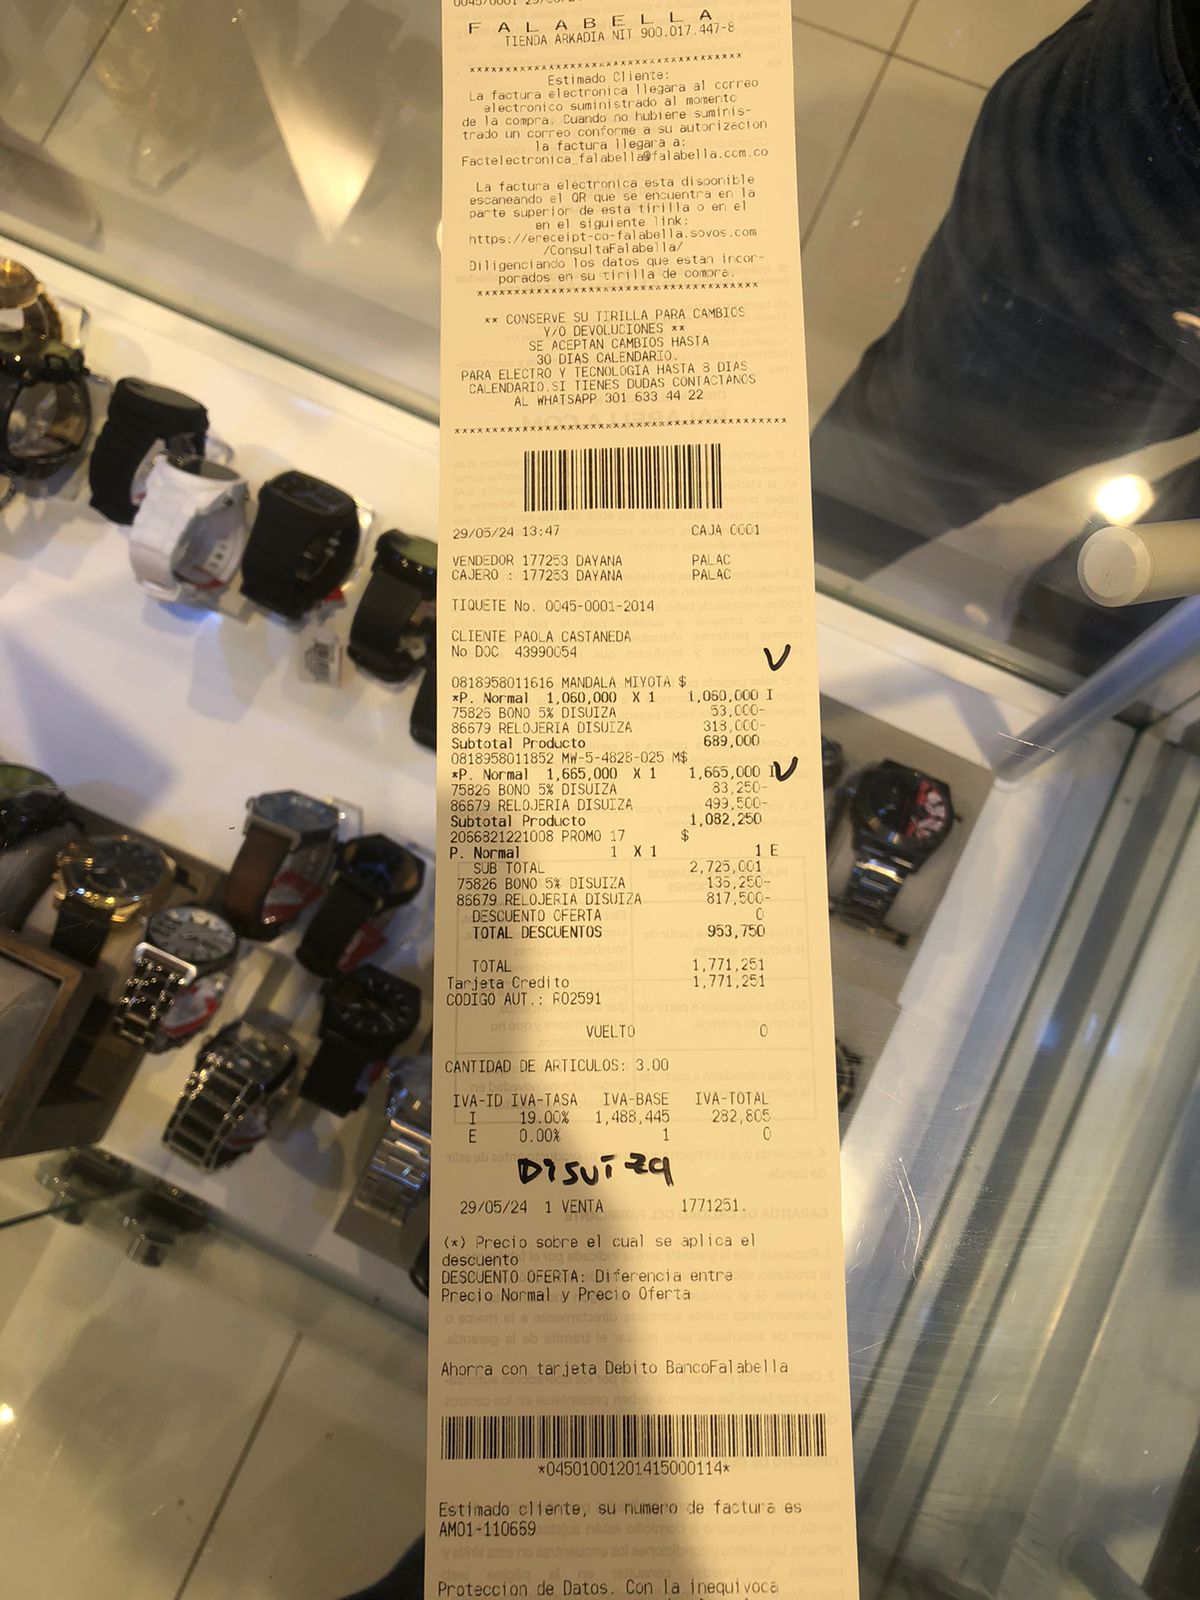 F A L A B E L L A
TIENDA ARKADIA NIT 900.017.447-8
****************************************
Estimado Cliente:
La factura electronica llegara al correo
electronico suministrado al momento
de la compra. Cuando no hubiere suminis-
trado un correo conforme a su autorizacion
la factura llegara a:
Factelectronica_falabella@falabella.com.co
La factura electronica esta disponible
escaneando el QR que se encuentra en la
parte superior de esta tirilla o en el
en el siguiente link:
https://ereceipt-co-falabella.sovos.com
/ConsultaFalabella/
Diligenciando los datos que estan incor-
porados en su tirilla de compra.
****************************************
** CONSERVE SU TIRILLA PARA CAMBIOS
Y/O DEVOLUCIONES **
SE ACEPTAN CAMBIOS HASTA
30 DIAS CALENDARIO.
PARA ELECTRO Y TECNOLOGIA HASTA 8 DIAS
CALENDARIO.SI TIENES DUDAS CONTACTANOS
AL WHATSAPP 301 633 44 22
****************************************
29/05/24 13:47 CAJA 0001
VENDEDOR 177253 DAYANA PALAC
CAJERO : 177253 DAYANA PALAC
TIQUETE No. 0045-0001-2014
CLIENTE PAOLA CASTANEDA
No DOC 43990054
V
0818958011616 MANDALA MIYOTA $
*P. Normal 1,060,000 X 1 1,060,000 I
75826 BONO 5% DISUIZA 53,000-
86679 RELOJERIA DISUIZA 318,000-
Subtotal Producto 689,000
0818958011852 MW-5-4828-025 M$
*P. Normal 1,665,000 X 1 1,665,000 I V
75826 BONO 5% DISUIZA 83,250-
86679 RELOJERIA DISUIZA 499,500-
Subtotal Producto 1,082,250
2066821221008 PROMO 17 $
P. Normal 1 X 1 1 E
SUB TOTAL 2,725,001
75826 BONO 5% DISUIZA 136,250-
86679 RELOJERIA DISUIZA 817,500-
DESCUENTO OFERTA 0
TOTAL DESCUENTOS 953,750
TOTAL 1,771,251
Tarjeta Credito 1,771,251
CODIGO AUT.: RO2591
VUELTO 0
CANTIDAD DE ARTICULOS: 3.00
IVA-ID IVA-TASA IVA-BASE IVA-TOTAL
I 19.00% 1,488,445 282,805
E 0.00% 1 0
DISUIZA
29/05/24 1 VENTA 1771251.
(*) Precio sobre el cual se aplica el
descuento
DESCUENTO OFERTA: Diferencia entre
Precio Normal y Precio Oferta
Ahorra con tarjeta Debito BancoFalabella
*04501001201415000114*
Estimado cliente, su numero de factura es
AMO1-110669
Proteccion de Datos. Con la inequivoca